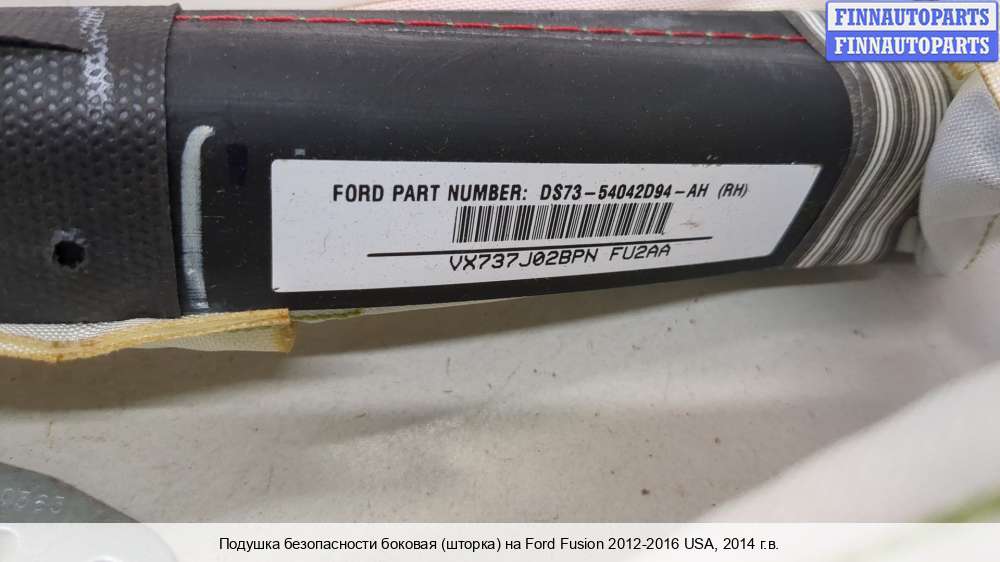 FINNAUTOPARTS
FINNAUTOPARTS
FORD PART NUMBER: DS73-54042D94-AH (RH)
VX737J02BPN FU2AA
Подушка безопасности боковая (шторка) на Ford Fusion 2012-2016 USA, 2014 г.в.